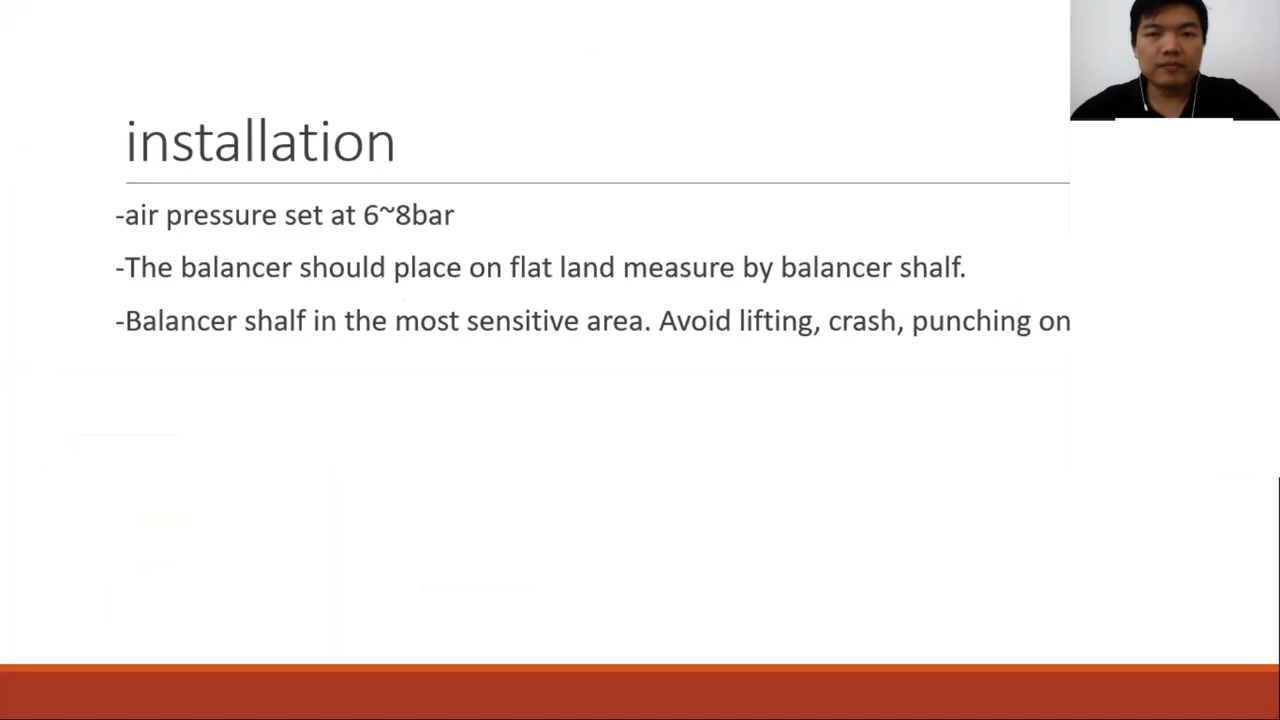 installation
-air pressure set at 6~8bar
-The balancer should place on flat land measure by balancer shalf.
-Balancer shalf in the most sensitive area. Avoid lifting, crash, punching on